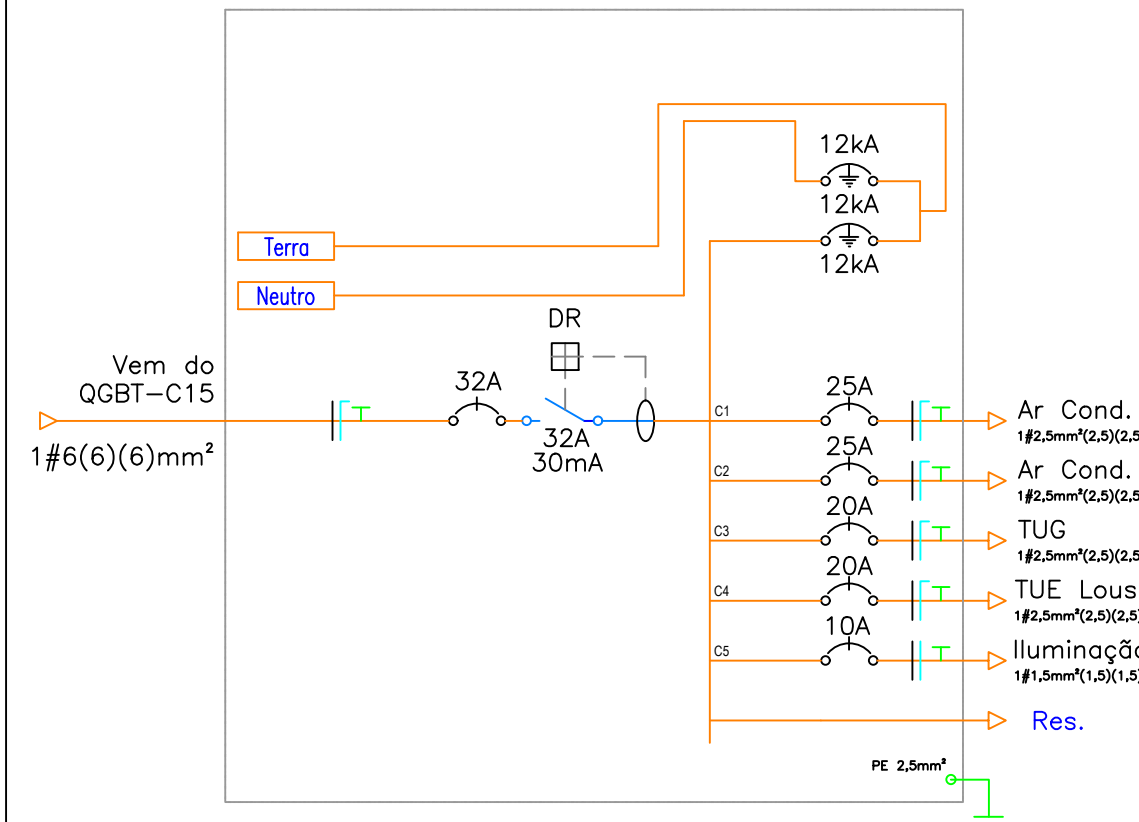 12kA
12kA
12kA
Terra
Neutro
DR
Vem do
QGBT-C15
1#6(6)(6)mm²
32A
32A
30mA
C1
25A
Ar Cond.
1#2,5mm²(2,5)(2,5
C2
25A
Ar Cond.
1#2,5mm²(2,5)(2,5
C3
20A
TUG
1#2,5mm²(2,5)(2,5
C4
20A
TUE Lous
1#2,5mm²(2,5)(2,5)
C5
10A
Iluminação
1#1,5mm²(1,5)(1,5)
Res.
PE 2,5mm²